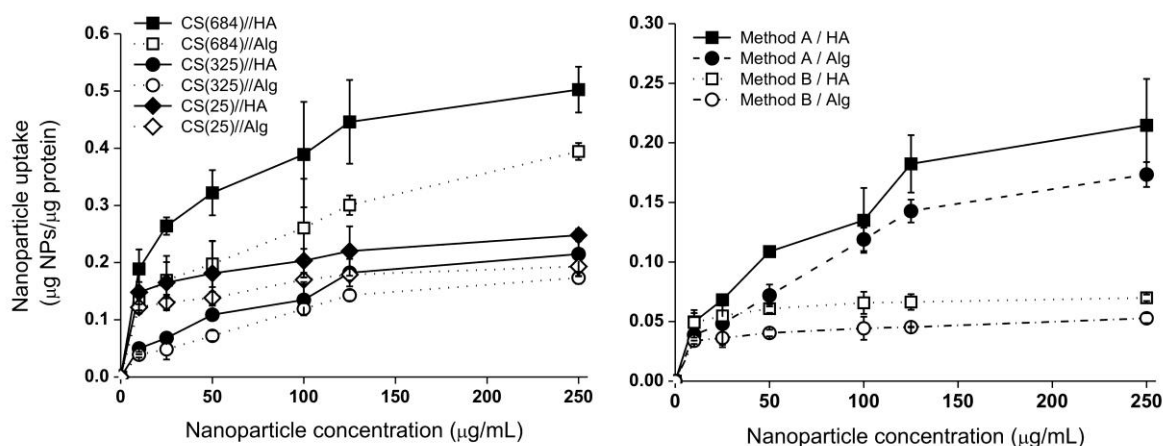 0.6
0.5
0.4
0.3
0.2
0.1
0.0
CS(684)//HA
CS(684)//Alg
CS(325)//HA
CS(325)//Alg
CS(25)//HA
CS(25)//Alg
Nanoparticle uptake
(μg NPs/μg protein)
0 50 100 150 200 250
Nanoparticle concentration (μg/mL)
0.30
0.25
0.20
0.15
0.10
0.05
0.00
Method A / HA
Method A / Alg
Method B / HA
Method B / Alg
0 50 100 150 200 250
Nanoparticle concentration (μg/mL)